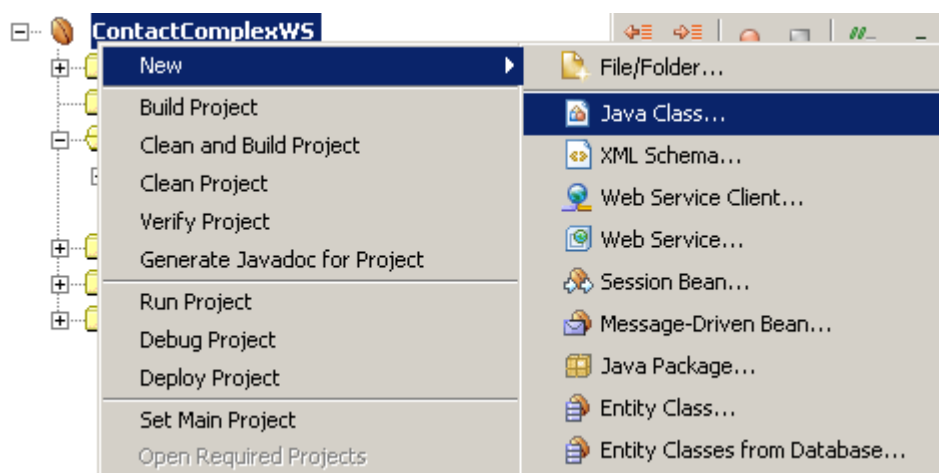 ContactComplexWS
New
Build Project
Clean and Build Project
Clean Project
Verify Project
Generate Javadoc for Project
Run Project
Debug Project
Deploy Project
Set Main Project
Open Required Projects
File/Folder...
Java Class...
XML Schema...
Web Service Client...
Web Service...
Session Bean...
Message-Driven Bean...
Java Package...
Entity Class...
Entity Classes from Database...